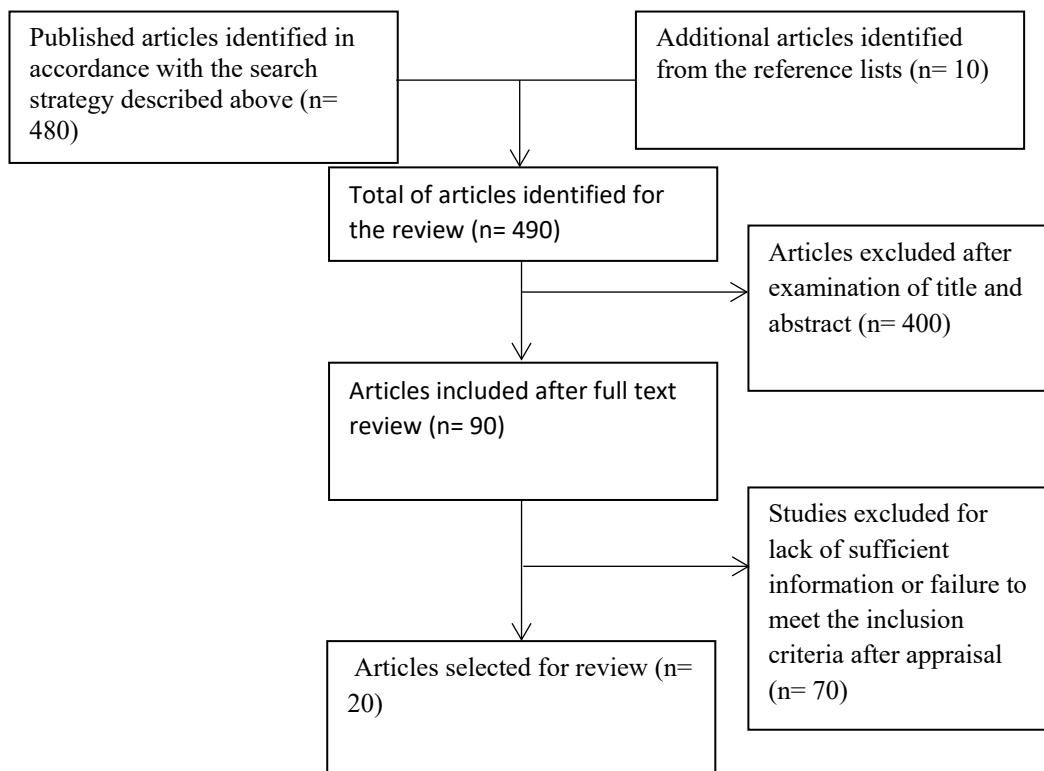 Published articles identified in
accordance with the search
strategy described above (n=
480)
Additional articles identified
from the reference lists (n= 10)
Total of articles identified for
the review (n= 490)
Articles excluded after
examination of title and
abstract (n= 400)
Articles included after full text
review (n= 90)
Studies excluded for
lack of sufficient
information or failure to
meet the inclusion
criteria after appraisal
(n= 70)
Articles selected for review (n=
20)